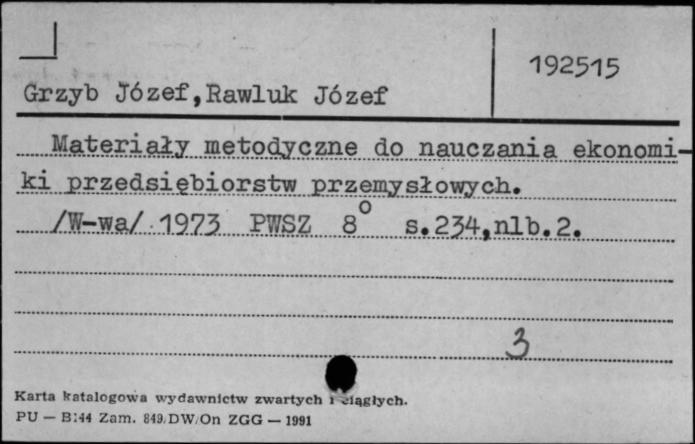 192515
Grzyb Józef, Rawluk Józef
Materiały metodyczne do nauczania ekonomi-
ki przedsiębiorstw przemysłowych.
/W-wa/ 1973 PWSZ 8° s.234,nlb.2.
3
Karta katalogowa wydawnictw zwartych i ciągłych.
PU — B:44 Zam. 849/DW/On ZGG — 1991